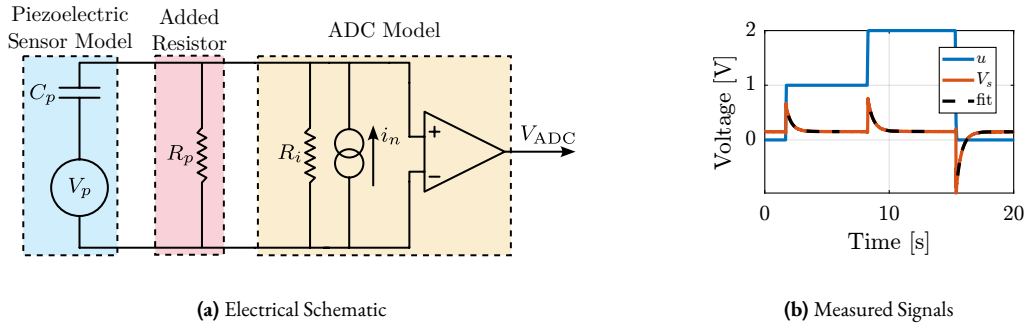 Piezoelectric
Sensor Model
Added
Resistor
ADC Model
C_p
V_p
R_p
R_i
i_n
+
−
V_ADC
(a) Electrical Schematic
2
1
0
Voltage [V]
u
V_s
fit
0
10
20
Time [s]
(b) Measured Signals